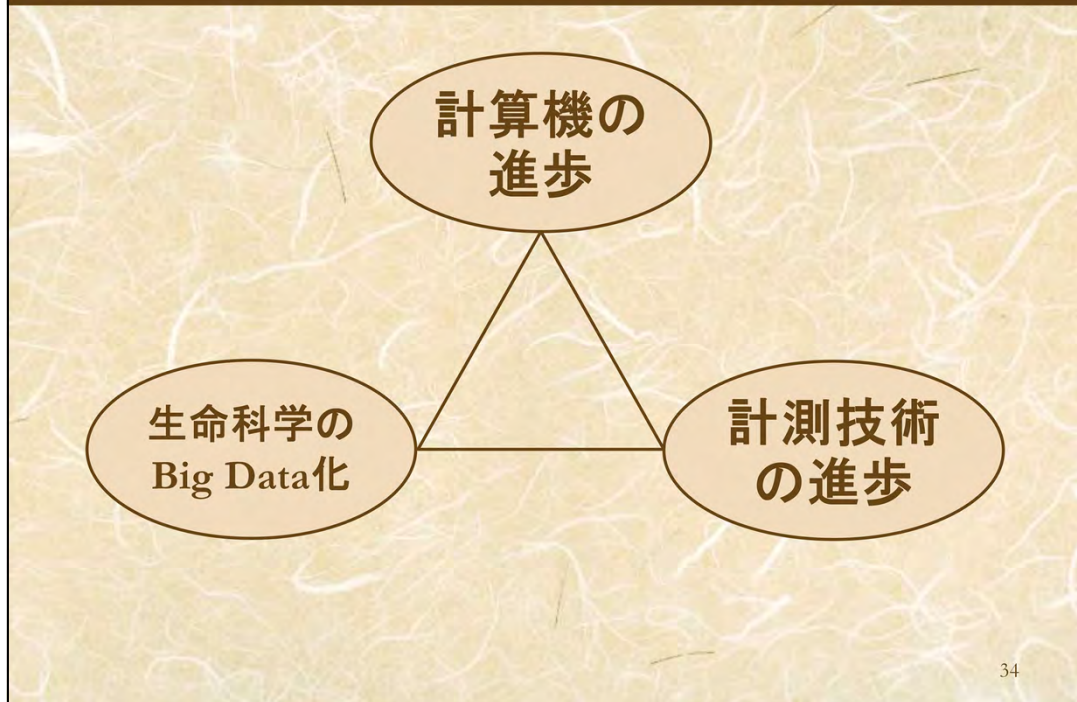 計算機の
進歩
生命科学の
Big Data化
計測技術
の進歩
34